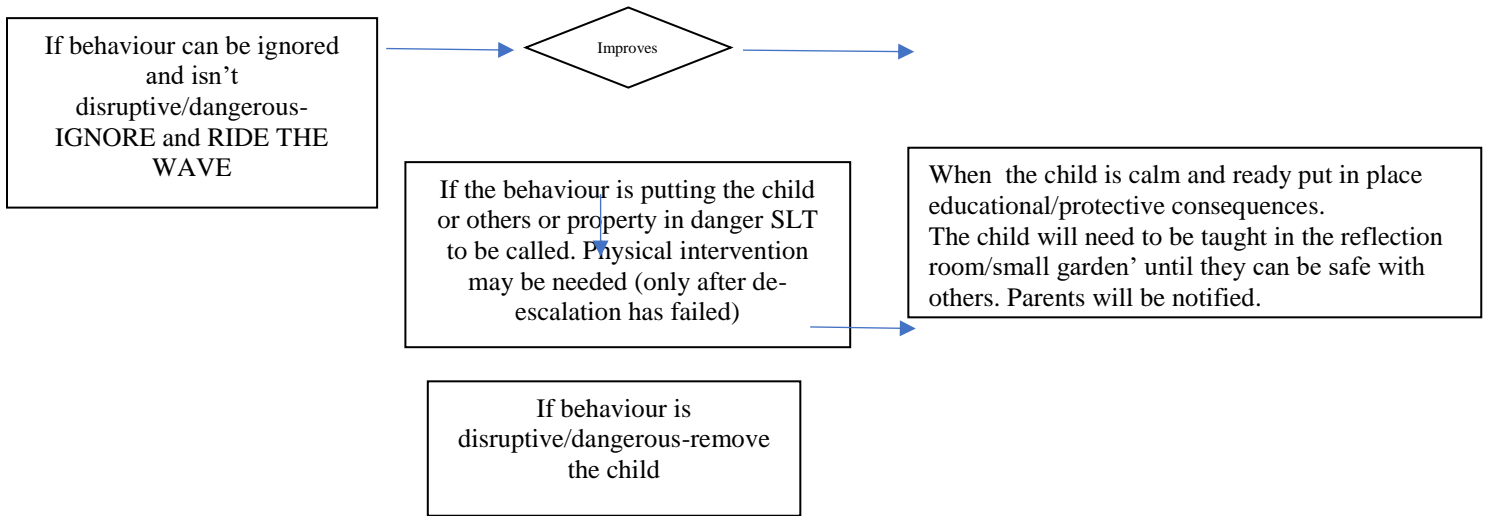 If behaviour can be ignored
and isn't
disruptive/dangerous-
IGNORE and RIDE THE
WAVE
Improves
If the behaviour is putting the child
or others or property in danger SLT
to be called. Physical intervention
may be needed (only after de-
escalation has failed)
When the child is calm and ready put in place
educational/protective consequences.
The child will need to be taught in the reflection
room/small garden' until they can be safe with
others. Parents will be notified.
If behaviour is
disruptive/dangerous-remove
the child